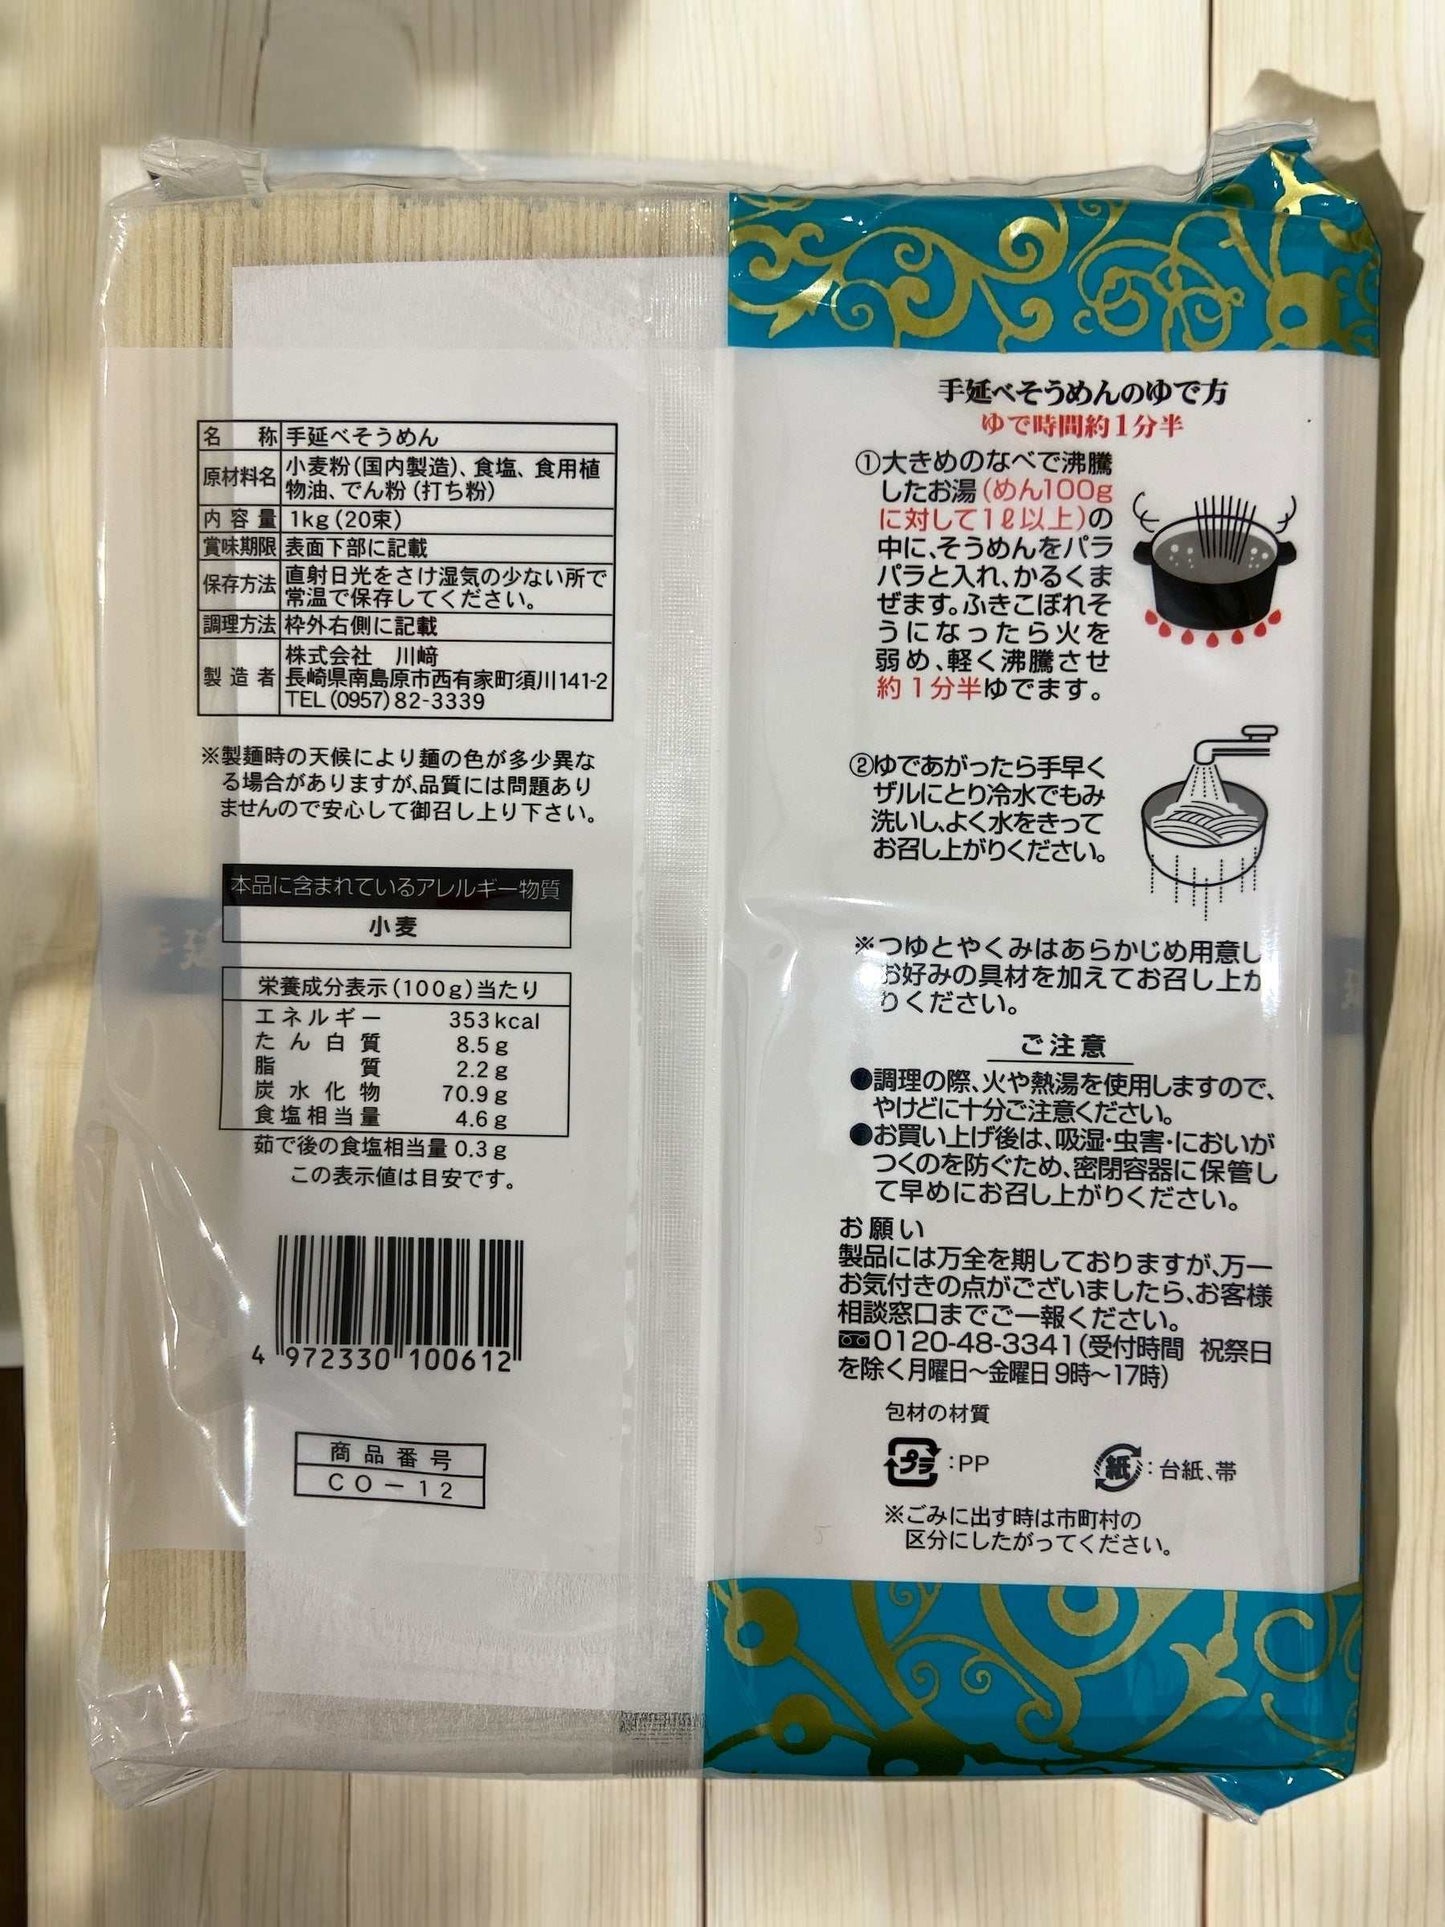 名称 手延べそうめん
原材料名 小麦粉(国内製造)、食塩、食用植
物油、でん粉(打ち粉)
内容量 1kg(20束)
賞味期限 表面下部に記載
保存方法 直射日光をさけ湿気の少ない所で
常温で保存してください。
調理方法 枠外右側に記載
製造者 株式会社 川﨑
長崎県南島原市西有家町須川141-2
TEL(0957)82-3339
※製麺時の天候により麺の色が多少異な
る場合がありますが、品質には問題あり
ませんので安心して御召し上り下さい。
本品に含まれているアレルギー物質
小麦
栄養成分表示(100g)当たり
エネルギー 353kcal
たん白質 8.5g
脂質 2.2g
炭水化物 70.9g
食塩相当量 4.6g
茹で後の食塩相当量 0.3g
この表示値は目安です。
4 972330 100612
商品番号
CO-12
手延べそうめんのゆで方
ゆで時間約1分半
①大きめのなべで沸騰
したお湯(めん100g
に対して1ℓ以上)の
中に、そうめんをパラ
パラと入れ、かるくま
ぜます。ふきこぼれそ
うになったら火を
弱め、軽く沸騰させ
約1分半ゆでます。
②ゆであがったら手早く
ザルにとり冷水でもみ
洗いし、よく水をきって
お召し上がりください。
※つゆとやくみはあらかじめ用意し
お好みの具材を加えてお召し上が
りください。
ご注意
●調理の際、火や熱湯を使用しますので、
やけどに十分ご注意ください。
●お買い上げ後は、吸湿・虫害・においが
つくのを防ぐため、密閉容器に保管し
て早めにお召し上がりください。
お願い
製品には万全を期しておりますが、万一
お気付きの点がございましたら、お客様
相談窓口までご一報ください。
0120-48-3341(受付時間 祝祭日
を除く月曜日～金曜日9時～17時)
包材の材質
プラ:PP 紙:台紙、帯
※ごみに出す時は市町村の
区分にしたがってください。